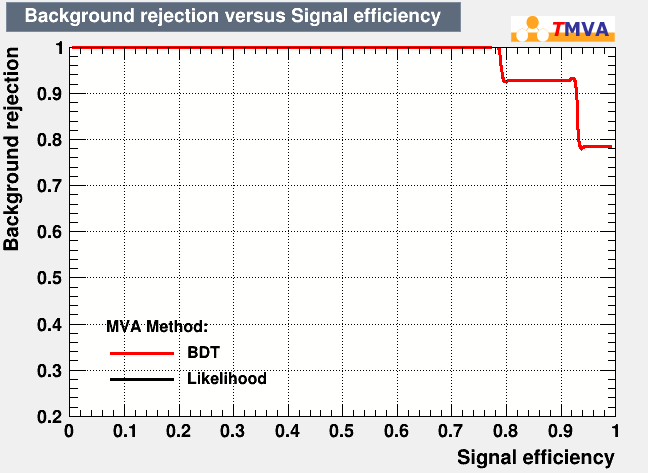 Background rejection versus Signal efficiency
TMVA
Background rejection
1
0.9
0.8
0.7
0.6
0.5
0.4
0.3
0.2
MVA Method:
BDT
Likelihood
0 0.1 0.2 0.3 0.4 0.5 0.6 0.7 0.8 0.9 1
Signal efficiency